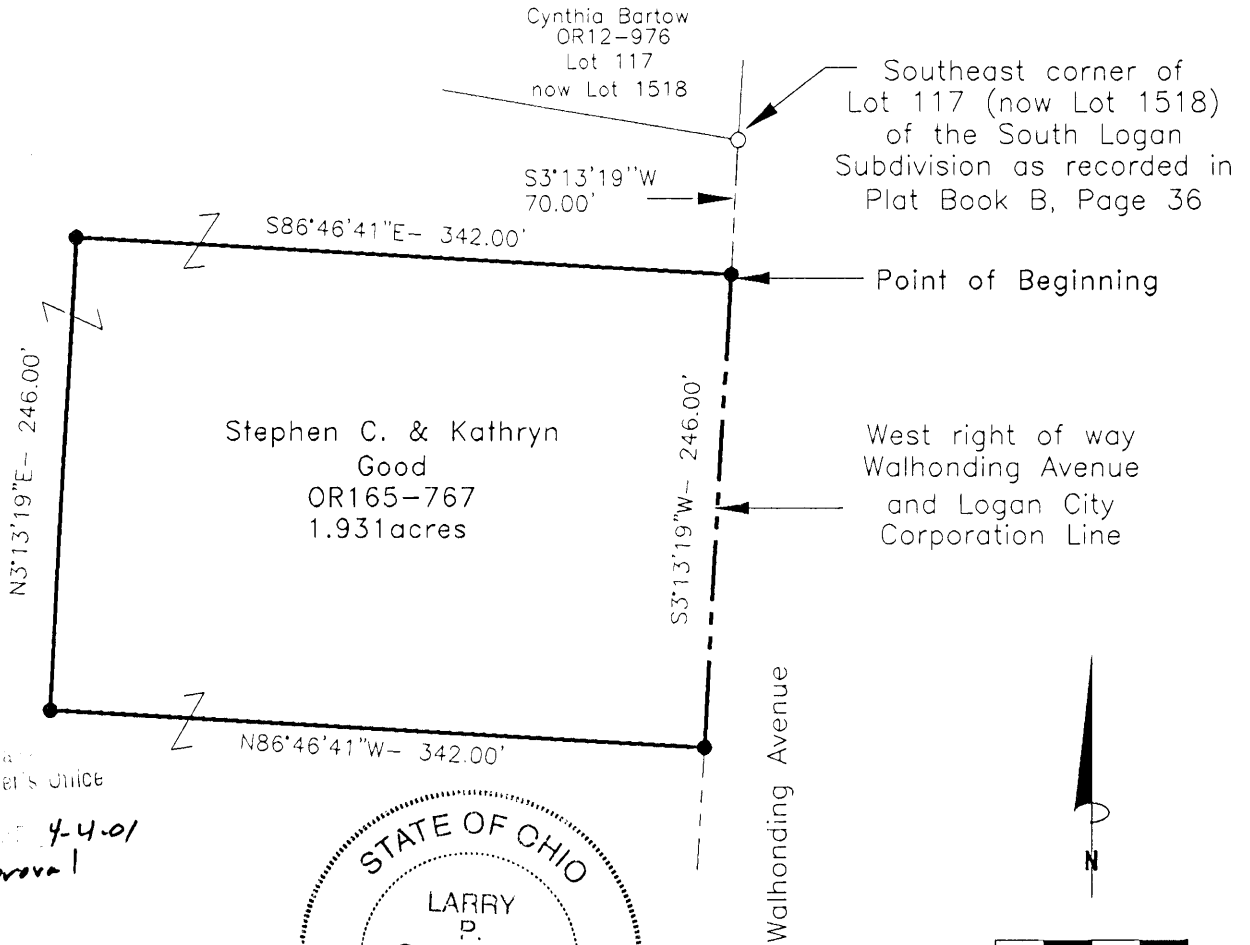 Cynthia Bartow
OR12-976
Lot 117
now Lot 1518
Southeast corner of
Lot 117 (now Lot 1518)
of the South Logan
Subdivision as recorded in
Plat Book B, Page 36
S3°13'19"W
70.00'
S86°46'41"E- 342.00'
Point of Beginning
N3°13'19"E- 246.00'
Stephen C. & Kathryn
Good
OR165-767
1.931acres
S3°13'19"W- 246.00'
West right of way
Walhonding Avenue
and Logan City
Corporation Line
N86°46'41"W- 342.00'
Walhonding Avenue
Office
4-4-01
STATE OF OHIO
LARRY
P.
N